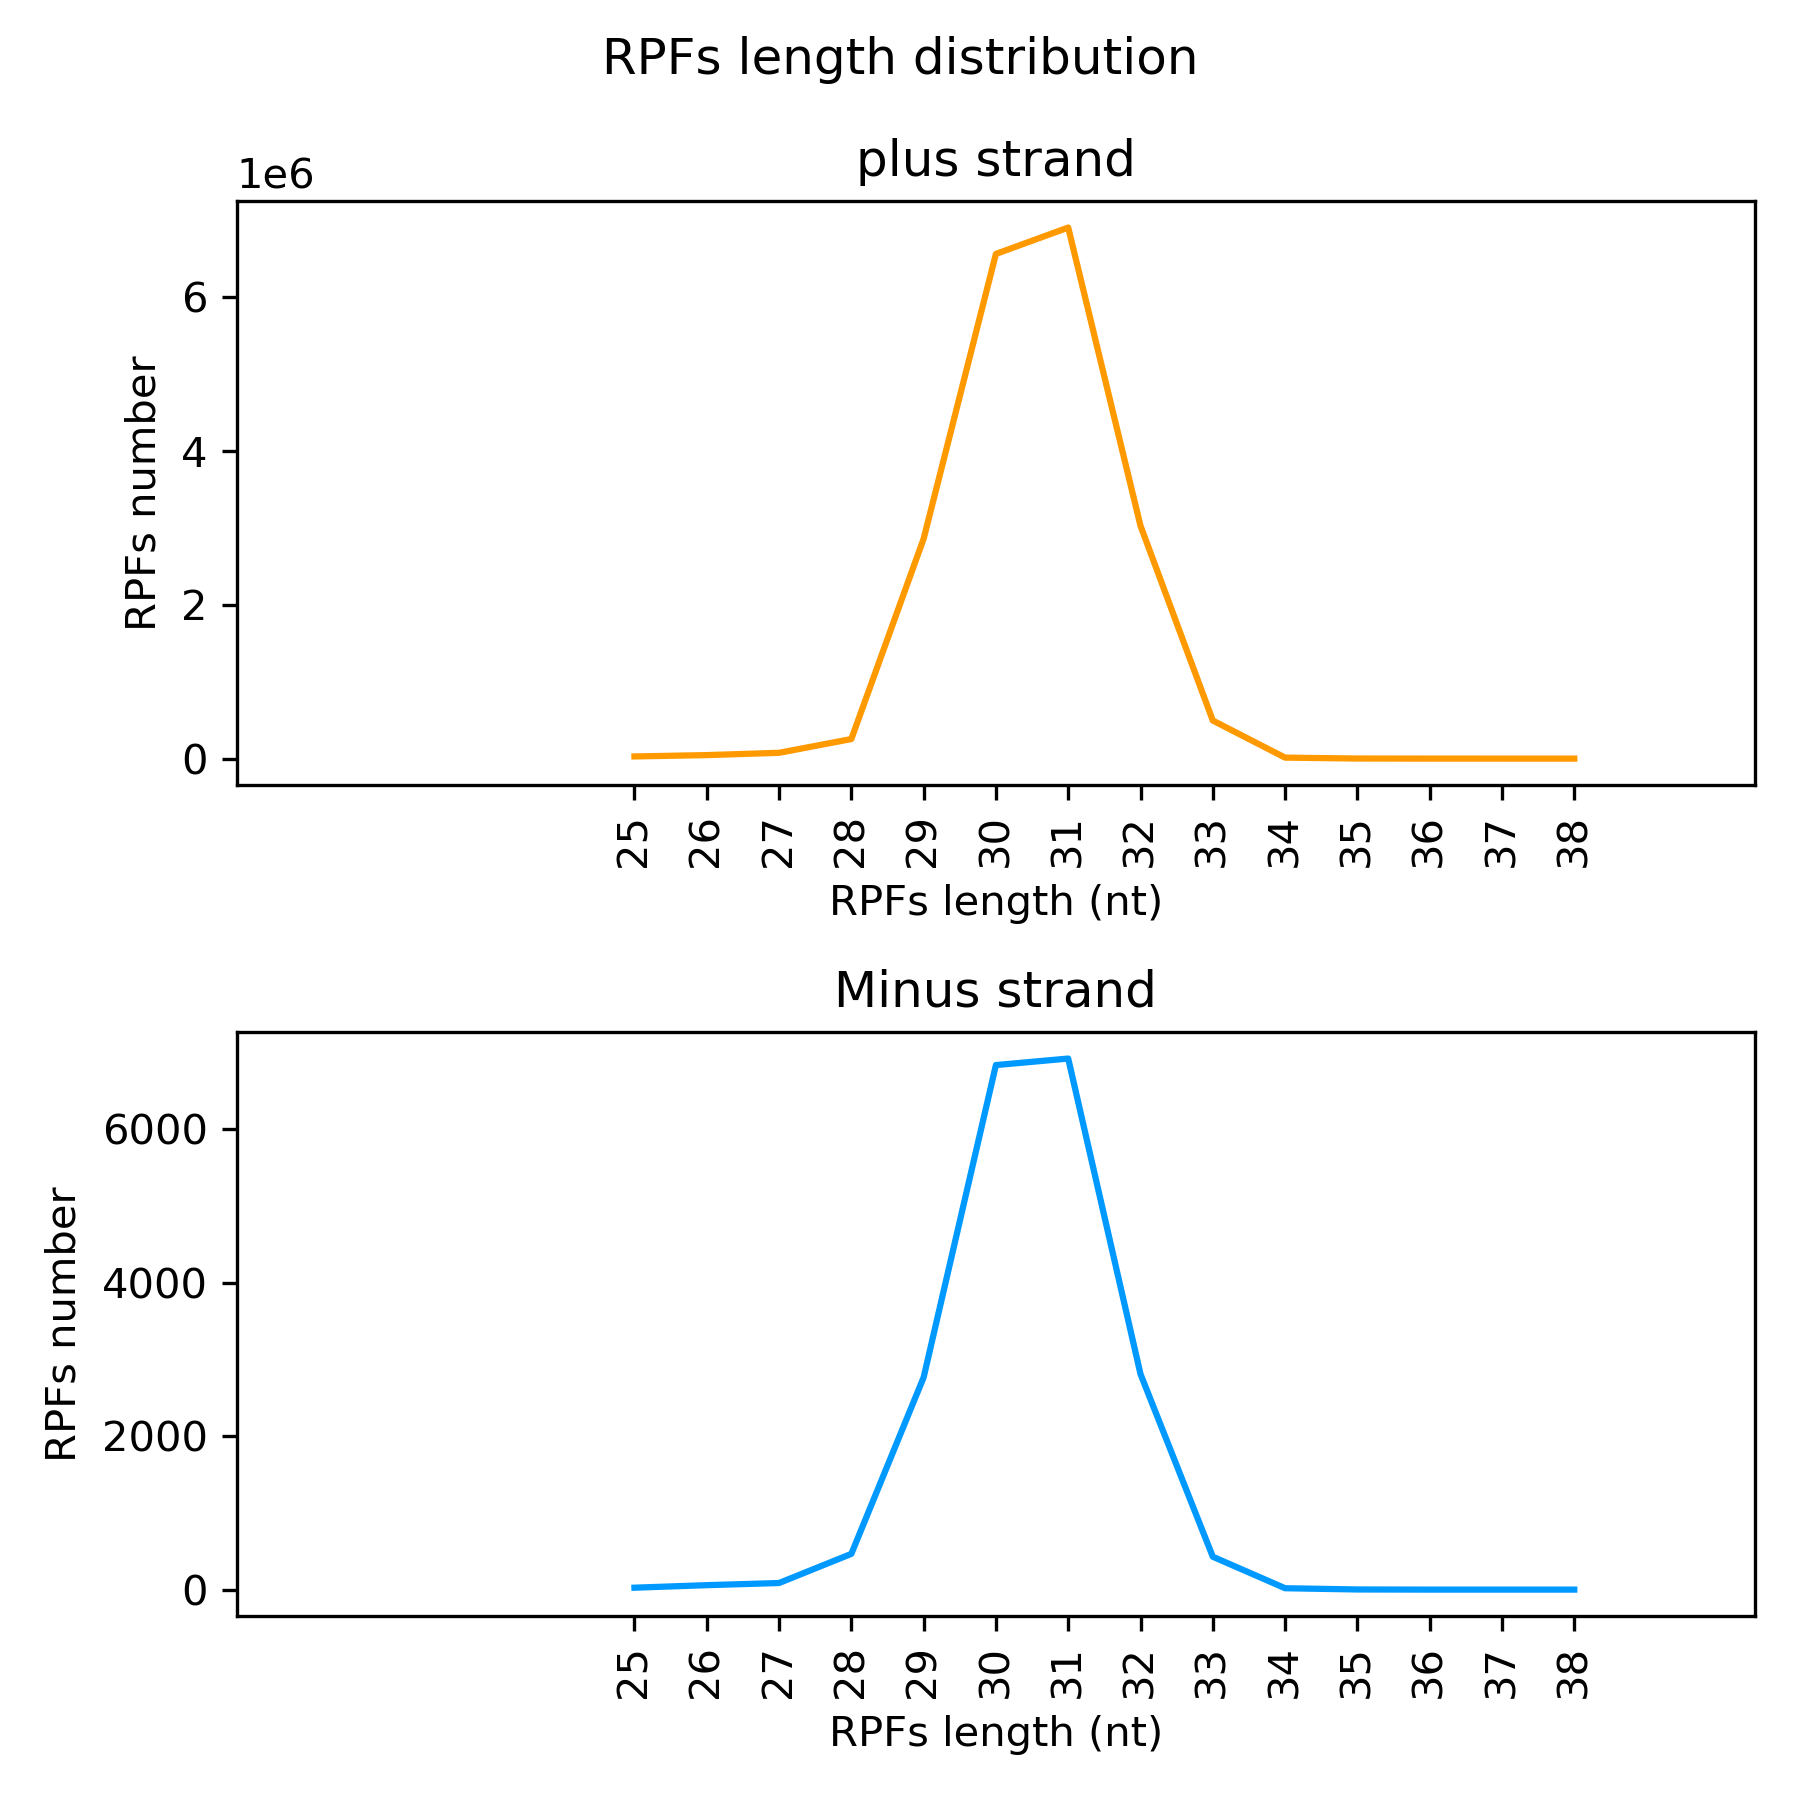 RPFs length distribution
plus strand
1e6
6
4
2
0
RPFs number
25 26 27 28 29 30 31 32 33 34 35 36 37 38
RPFs length (nt)
Minus strand
6000
4000
2000
0
RPFs number
25 26 27 28 29 30 31 32 33 34 35 36 37 38
RPFs length (nt)